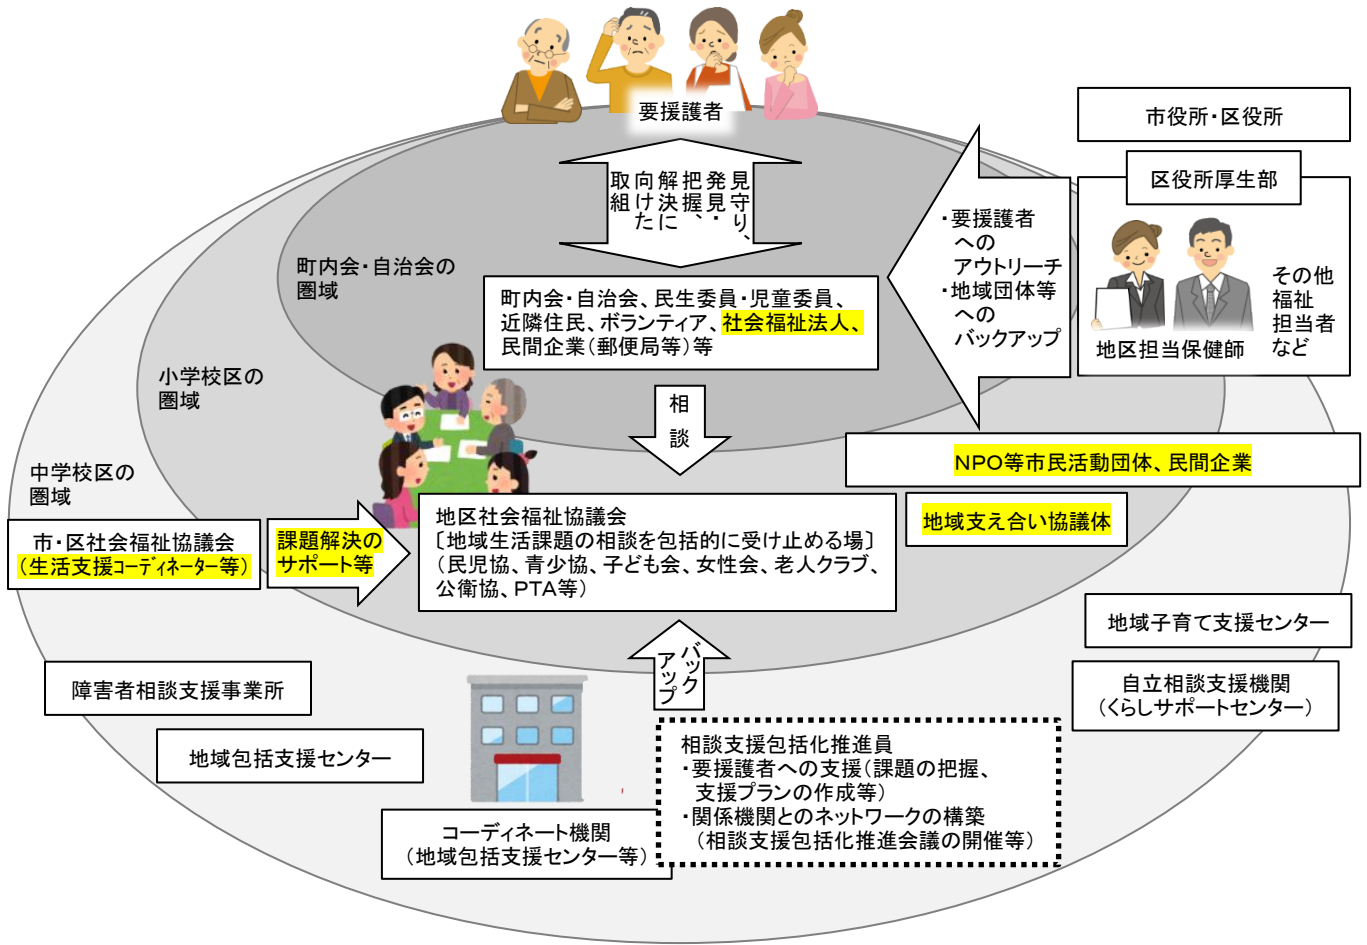 要援護者
市役所・区役所
区役所厚生部
地区担当保健師
その他
福祉
担当者
など
見守り、
発見・
把握、
解決に
向けた
取組
・要援護者
への
アウトリーチ
・地域団体等
への
バックアップ
町内会・自治会の
圏域
町内会・自治会、民生委員・児童委員、
近隣住民、ボランティア、社会福祉法人、
民間企業（郵便局等）等
小学校区の
圏域
相談
中学校区の
圏域
NPO等市民活動団体、民間企業
地域支え合い協議体
市・区社会福祉協議会
（生活支援コーディネーター等）
課題解決の
サポート等
地区社会福祉協議会
〔地域生活課題の相談を包括的に受け止める場〕
（民児協、青少協、子ども会、女性会、老人クラブ、
公衛協、PTA等）
地域子育て支援センター
バック
アップ
障害者相談支援事業所
自立相談支援機関
（くらしサポートセンター）
地域包括支援センター
相談支援包括化推進員
・要援護者への支援（課題の把握、
支援プランの作成等）
・関係機関とのネットワークの構築
（相談支援包括化推進会議の開催等）
コーディネート機関
（地域包括支援センター等）